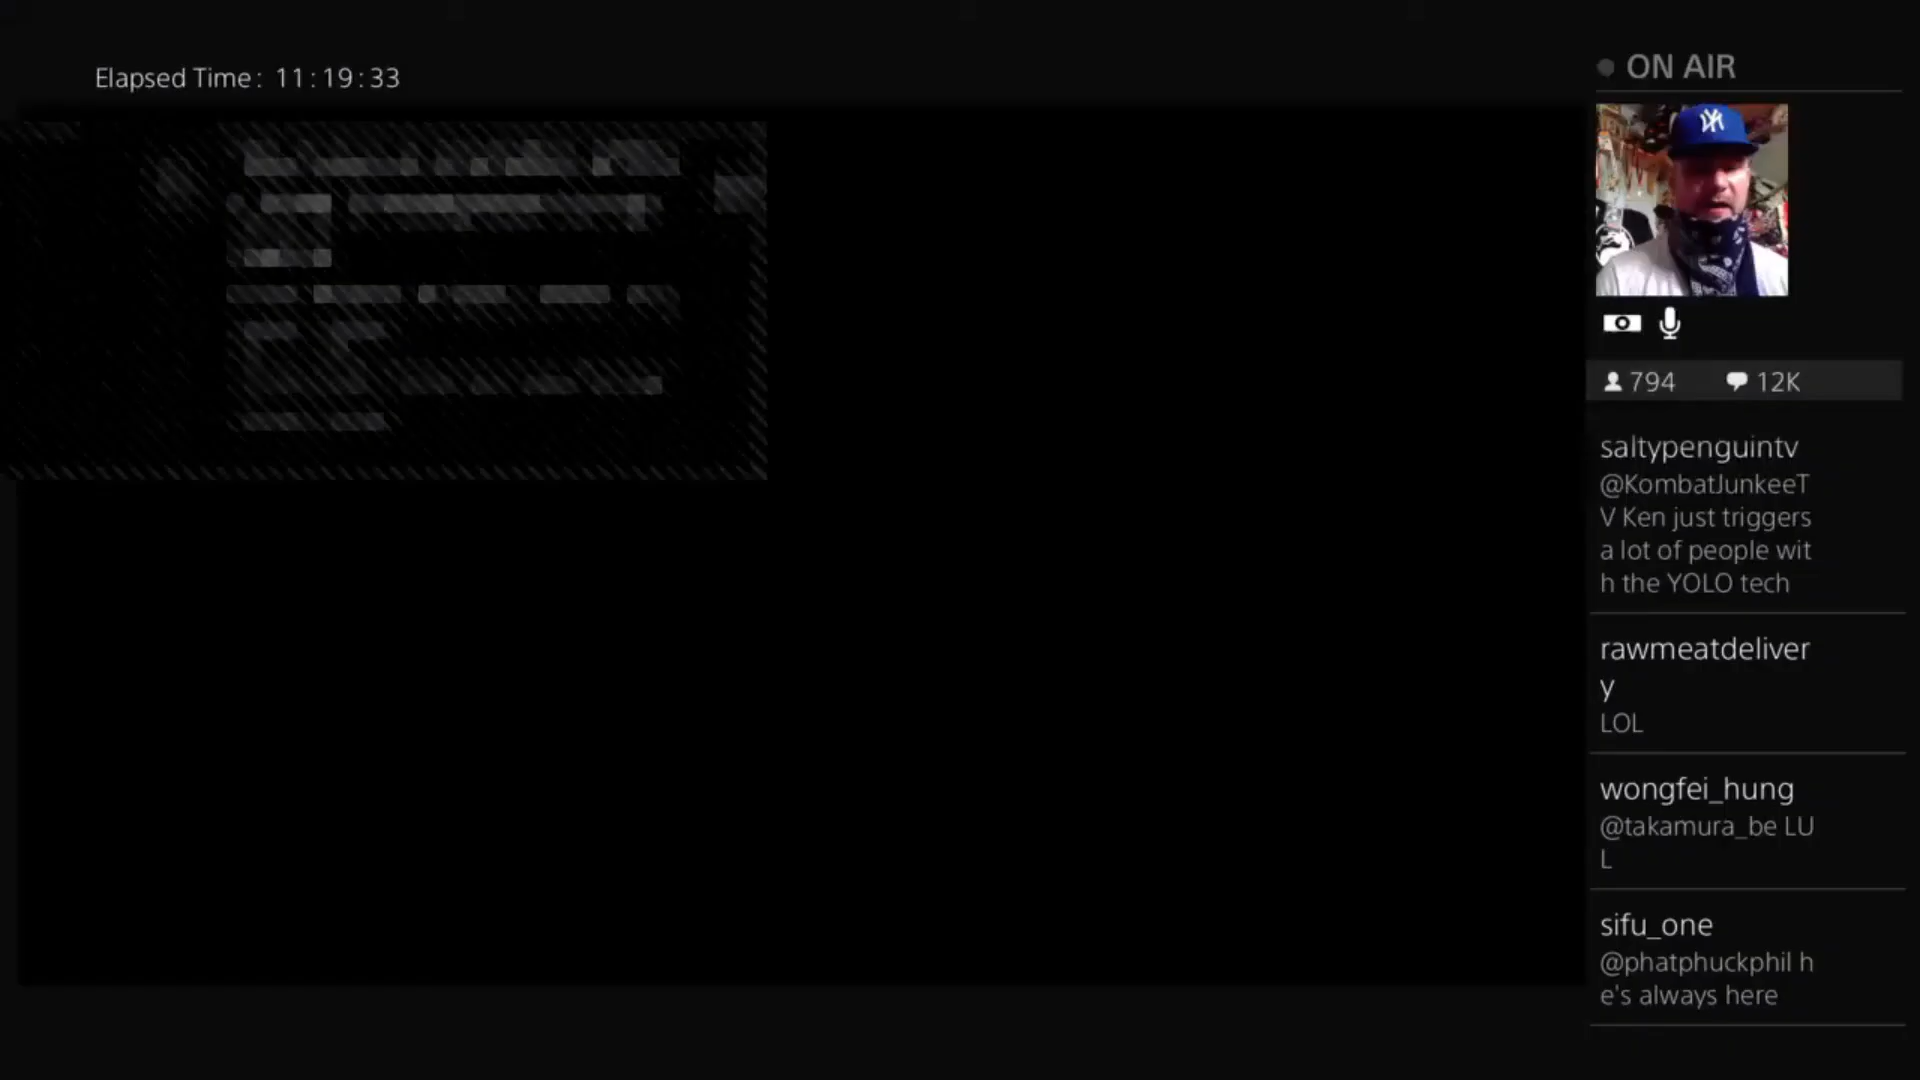 Elapsed Time: 11:19:33
ON AIR
794 12K
saltypenguintv
@KombatJunkeeT
V Ken just triggers
a lot of people wit
h the YOLO tech
rawmeatdeliver
y
LOL
wongfei_hung
@takamura_be LU
L
sifu_one
@phatphuckphil h
e's always here